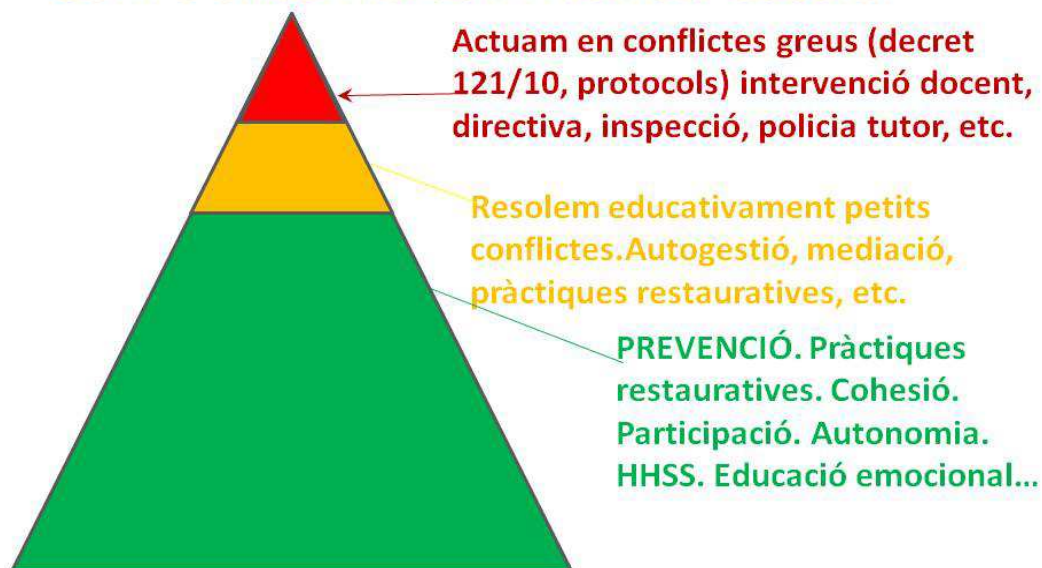 Actuam en conflictes greus (decret
121/10, protocols) intervenció docent,
directiva, inspecció, policia tutor, etc.
Resolem educativament petits
conflictes.Autogestió, mediació,
pràctiques restauratives, etc.
PREVENCIÓ. Pràctiques
restauratives. Cohesió.
Participació. Autonomia.
HHSS. Educació emocional...